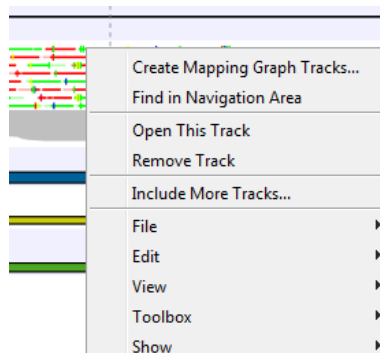 Create Mapping Graph Tracks...
Find in Navigation Area
Open This Track
Remove Track
Include More Tracks...
File
Edit
View
Toolbox
Show